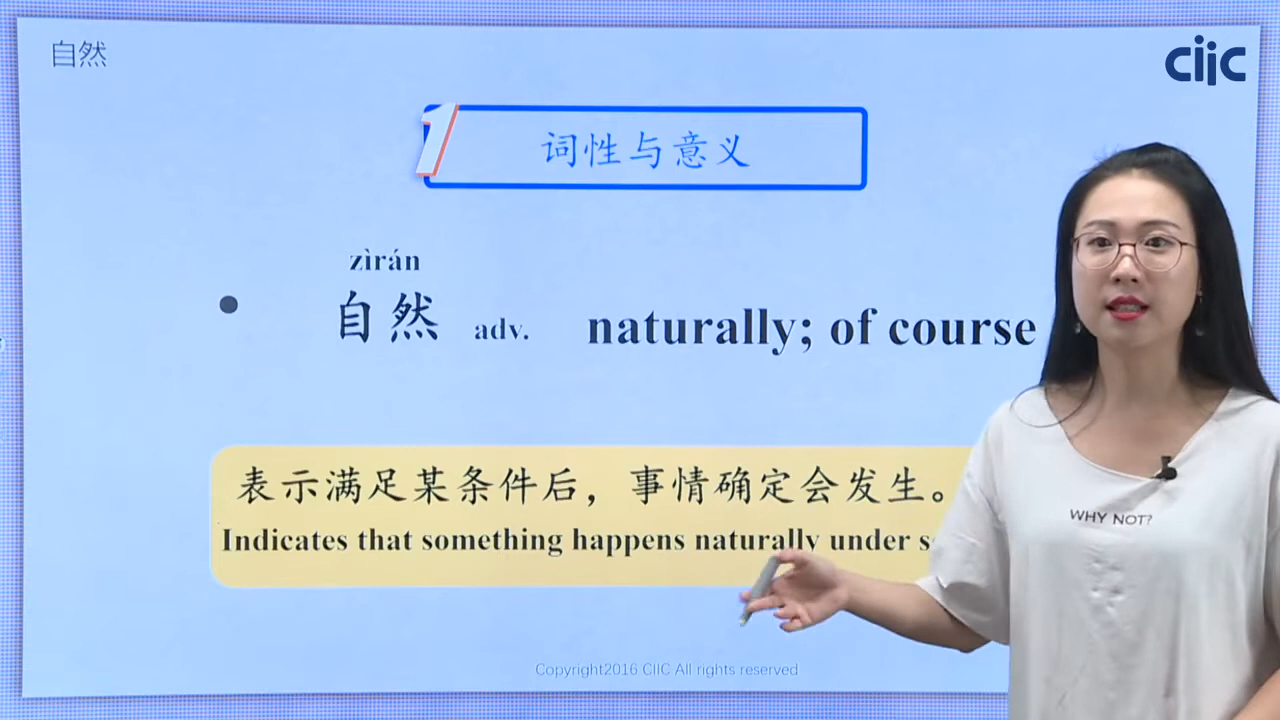 自然
ciic
1
词性与意义
zìrán
自然 adv. naturally; of course
表示满足某条件后，事情确定会发生。
Indicates that something happens naturally under
WHY NOT?
Copyright2016 CIIC All rights reserved